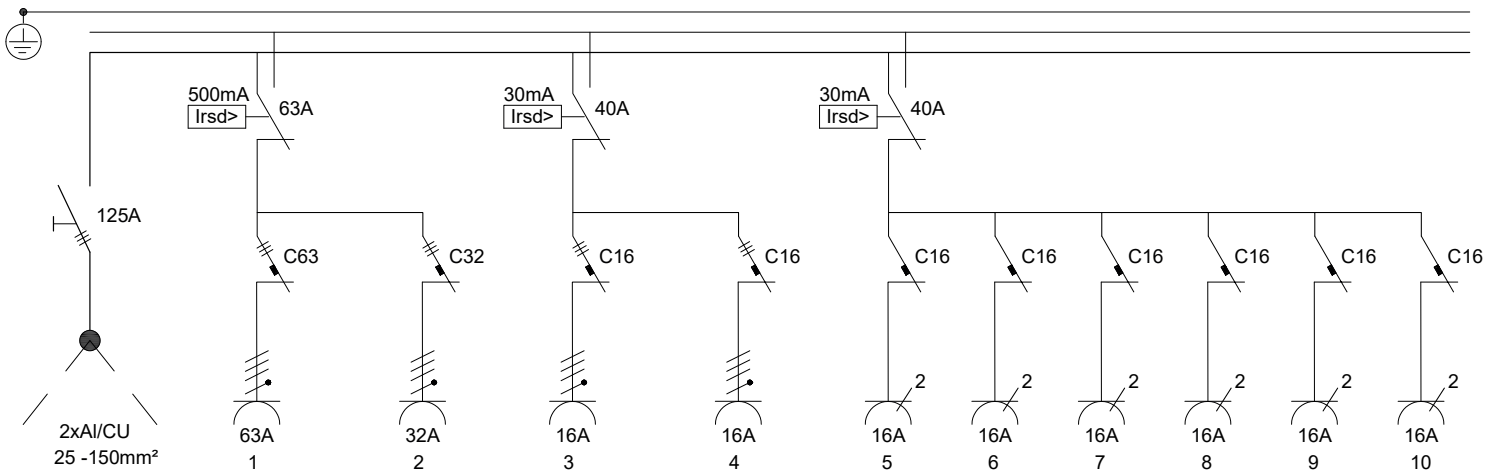 500mA
Irsd>
63A
30mA
Irsd>
40A
30mA
Irsd>
40A
125A
C63
C32
C16
C16
C16
C16
C16
C16
C16
C16
2
2
2
2
2
2
2xAl/CU
25 -150mm²
63A
32A
16A
16A
16A
16A
16A
16A
16A
16A
1
2
3
4
5
6
7
8
9
10